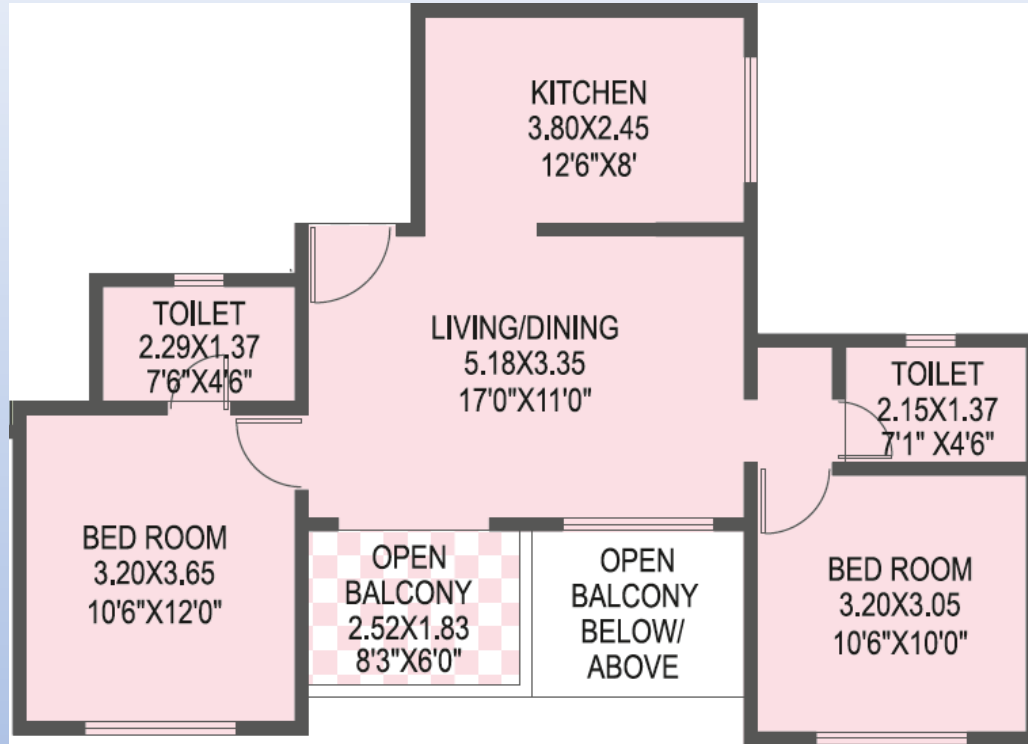 KITCHEN
3.80X2.45
12'6"X8'
TOILET
2.29X1.37
7'6"X4'6"
LIVING/DINING
5.18X3.35
17'0"X11'0"
TOILET
2.15X1.37
7'1" X4'6"
BED ROOM
3.20X3.65
10'6"X12'0"
OPEN
BALCONY
2.52X1.83
8'3"X6'0"
OPEN
BALCONY
BELOW/
ABOVE
BED ROOM
3.20X3.05
10'6"X10'0"